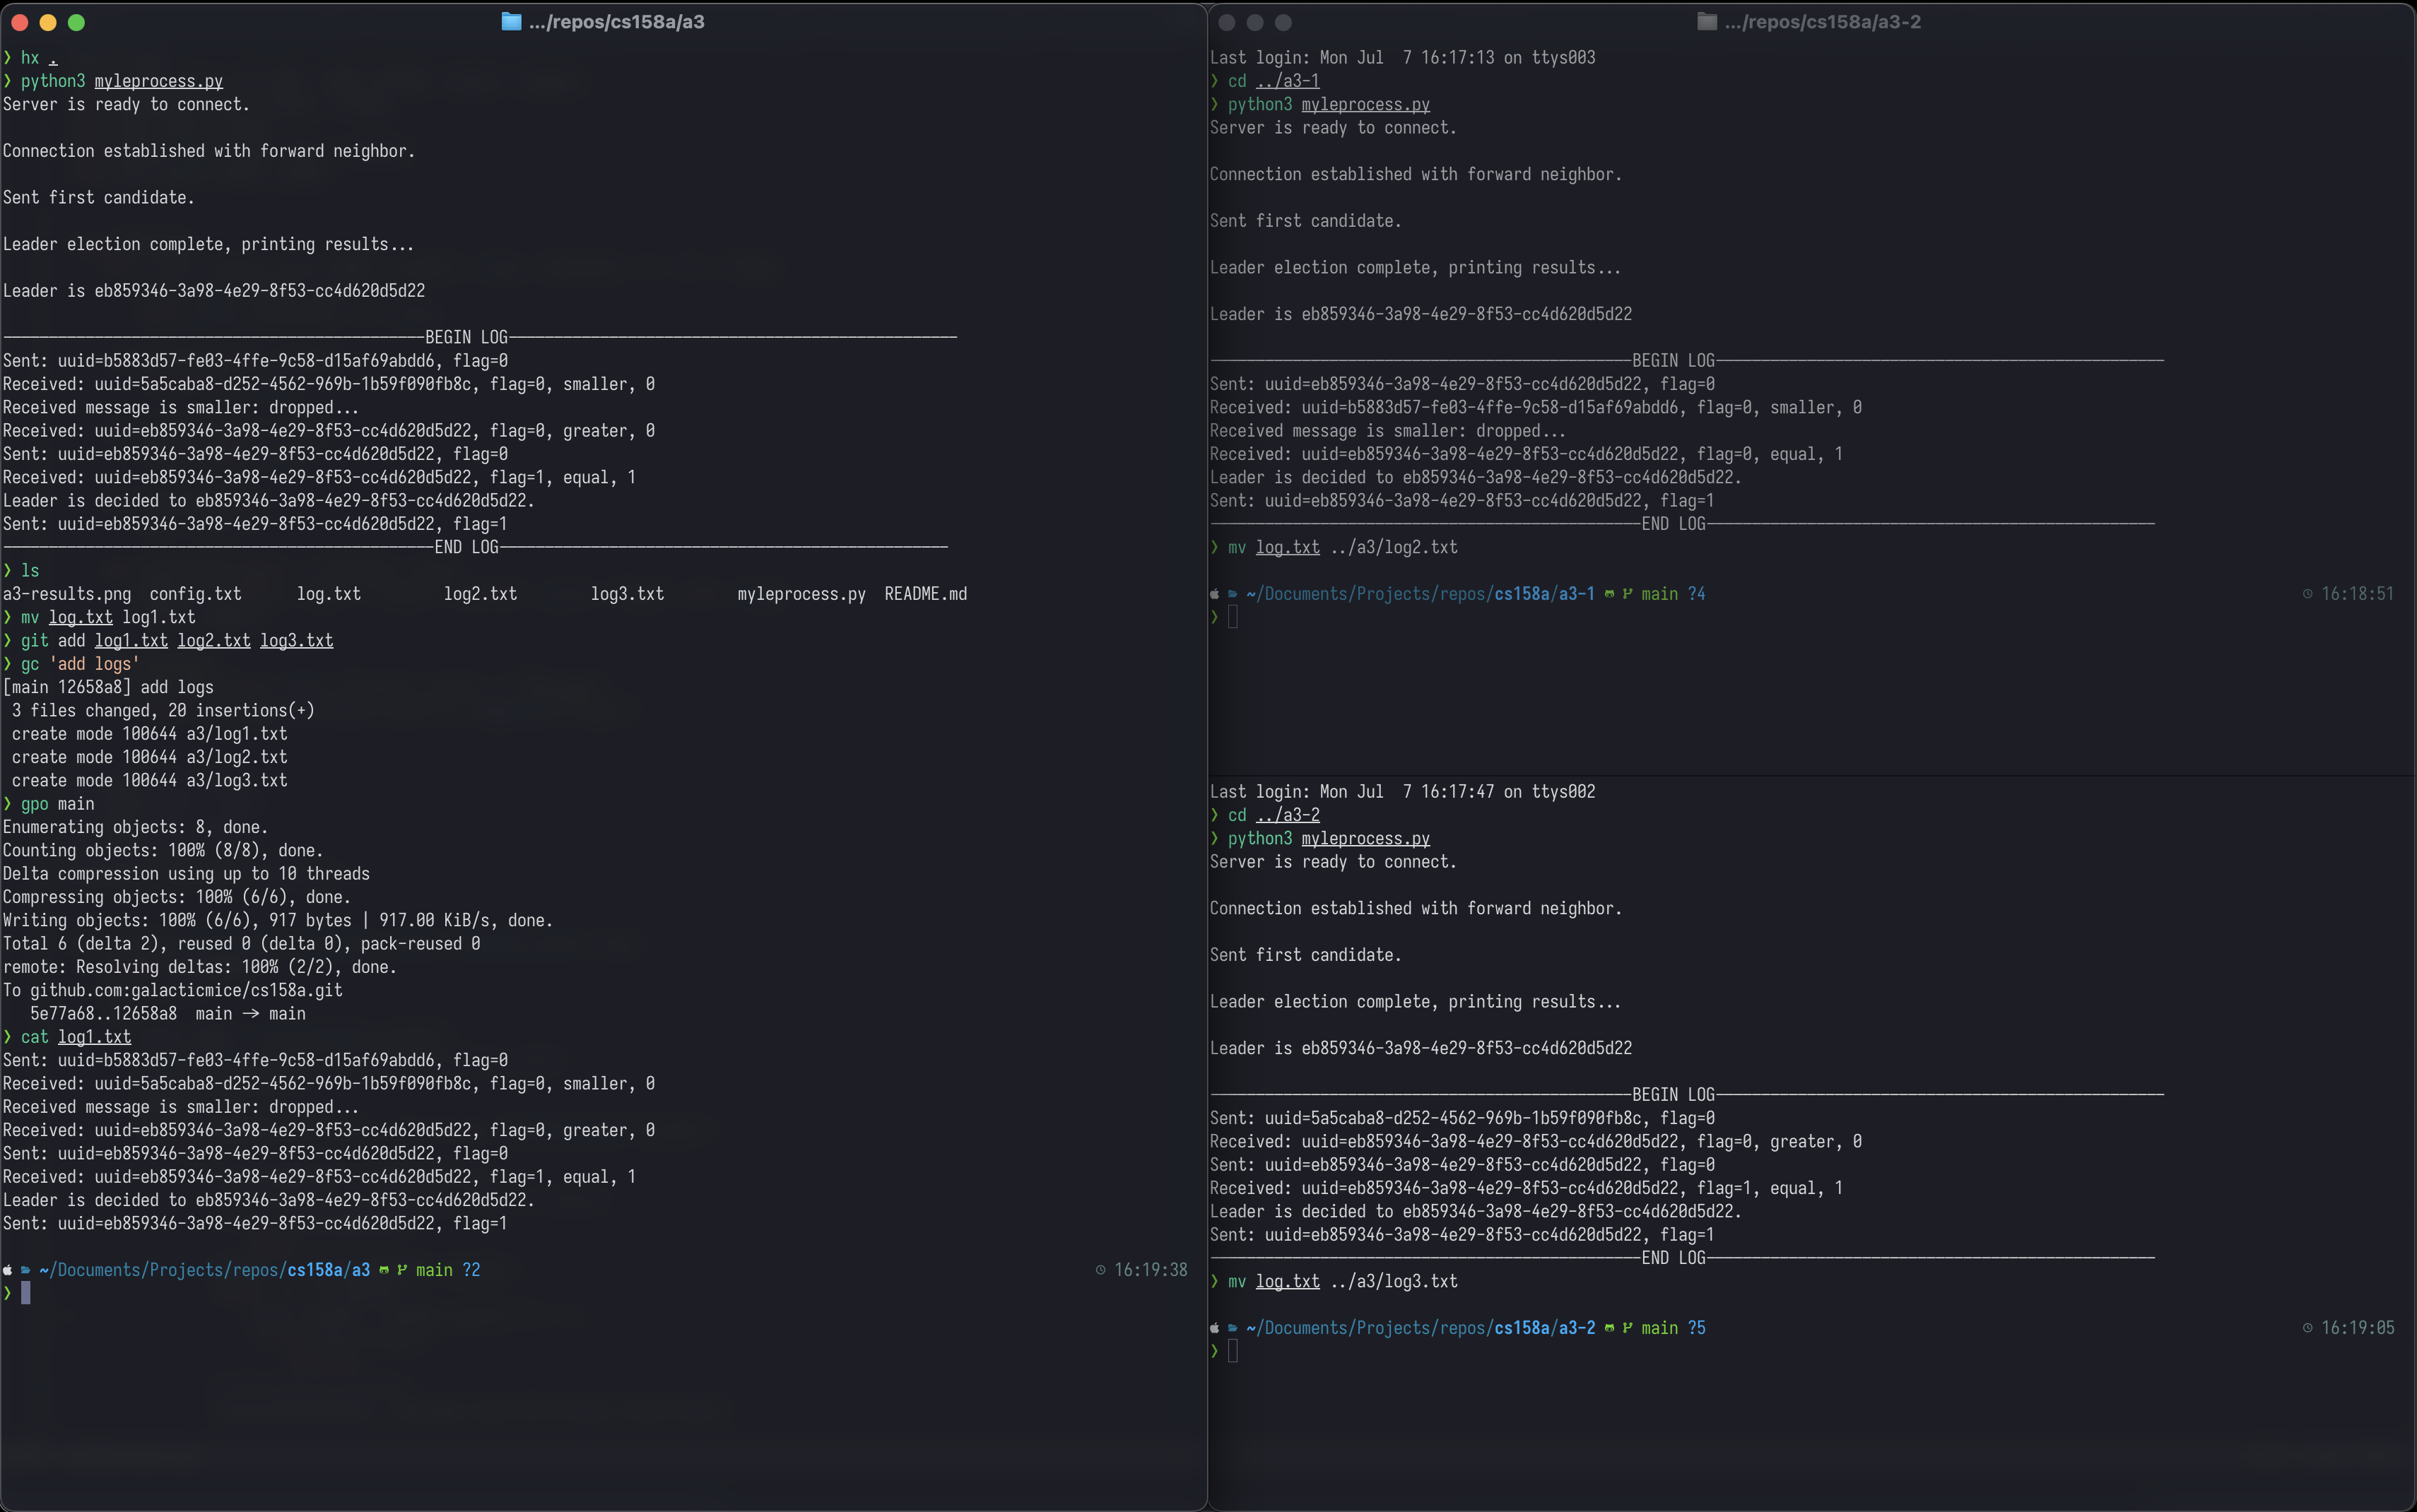 .../repos/cs158a/a3
❯ hx .
❯ python3 myleprocess.py
Server is ready to connect.
Connection established with forward neighbor.
Sent first candidate.
Leader election complete, printing results...
Leader is eb859346-3a98-4e29-8f53-cc4d620d5d22
BEGIN LOG
Sent: uuid=b5883d57-fe03-4ffe-9c58-d15af69abdd6, flag=0
Received: uuid=5a5caba8-d252-4562-969b-1b59f090fb8c, flag=0, smaller, 0
Received message is smaller: dropped...
Received: uuid=eb859346-3a98-4e29-8f53-cc4d620d5d22, flag=0, greater, 0
Sent: uuid=eb859346-3a98-4e29-8f53-cc4d620d5d22, flag=0
Received: uuid=eb859346-3a98-4e29-8f53-cc4d620d5d22, flag=1, equal, 1
Leader is decided to eb859346-3a98-4e29-8f53-cc4d620d5d22.
Sent: uuid=eb859346-3a98-4e29-8f53-cc4d620d5d22, flag=1
END LOG
❯ ls
a3-results.png config.txt log.txt log2.txt log3.txt myleprocess.py README.md
❯ mv log.txt log1.txt
❯ git add log1.txt log2.txt log3.txt
❯ gc 'add logs'
[main 12658a8] add logs
3 files changed, 20 insertions(+)
create mode 100644 a3/log1.txt
create mode 100644 a3/log2.txt
create mode 100644 a3/log3.txt
❯ gpo main
Enumerating objects: 8, done.
Counting objects: 100% (8/8), done.
Delta compression using up to 10 threads
Compressing objects: 100% (6/6), done.
Writing objects: 100% (6/6), 917 bytes | 917.00 KiB/s, done.
Total 6 (delta 2), reused 0 (delta 0), pack-reused 0
remote: Resolving deltas: 100% (2/2), done.
To github.com:galacticmice/cs158a.git
5e77a68..12658a8 main -> main
❯ cat log1.txt
Sent: uuid=b5883d57-fe03-4ffe-9c58-d15af69abdd6, flag=0
Received: uuid=5a5caba8-d252-4562-969b-1b59f090fb8c, flag=0, smaller, 0
Received message is smaller: dropped...
Received: uuid=eb859346-3a98-4e29-8f53-cc4d620d5d22, flag=0, greater, 0
Sent: uuid=eb859346-3a98-4e29-8f53-cc4d620d5d22, flag=0
Received: uuid=eb859346-3a98-4e29-8f53-cc4d620d5d22, flag=1, equal, 1
Leader is decided to eb859346-3a98-4e29-8f53-cc4d620d5d22.
Sent: uuid=eb859346-3a98-4e29-8f53-cc4d620d5d22, flag=1
~/Documents/Projects/repos/cs158a/a3 main ?2 16:19:38
❯
.../repos/cs158a/a3-2
Last login: Mon Jul 7 16:17:13 on ttys003
❯ cd ../a3-1
❯ python3 myleprocess.py
Server is ready to connect.
Connection established with forward neighbor.
Sent first candidate.
Leader election complete, printing results...
Leader is eb859346-3a98-4e29-8f53-cc4d620d5d22
BEGIN LOG
Sent: uuid=eb859346-3a98-4e29-8f53-cc4d620d5d22, flag=0
Received: uuid=b5883d57-fe03-4ffe-9c58-d15af69abdd6, flag=0, smaller, 0
Received message is smaller: dropped...
Received: uuid=eb859346-3a98-4e29-8f53-cc4d620d5d22, flag=0, equal, 1
Leader is decided to eb859346-3a98-4e29-8f53-cc4d620d5d22.
Sent: uuid=eb859346-3a98-4e29-8f53-cc4d620d5d22, flag=1
END LOG
❯ mv log.txt ../a3/log2.txt
~/Documents/Projects/repos/cs158a/a3-1 main ?4 16:18:51
❯
Last login: Mon Jul 7 16:17:47 on ttys002
❯ cd ../a3-2
❯ python3 myleprocess.py
Server is ready to connect.
Connection established with forward neighbor.
Sent first candidate.
Leader election complete, printing results...
Leader is eb859346-3a98-4e29-8f53-cc4d620d5d22
BEGIN LOG
Sent: uuid=5a5caba8-d252-4562-969b-1b59f090fb8c, flag=0
Received: uuid=eb859346-3a98-4e29-8f53-cc4d620d5d22, flag=0, greater, 0
Sent: uuid=eb859346-3a98-4e29-8f53-cc4d620d5d22, flag=0
Received: uuid=eb859346-3a98-4e29-8f53-cc4d620d5d22, flag=1, equal, 1
Leader is decided to eb859346-3a98-4e29-8f53-cc4d620d5d22.
Sent: uuid=eb859346-3a98-4e29-8f53-cc4d620d5d22, flag=1
END LOG
❯ mv log.txt ../a3/log3.txt
~/Documents/Projects/repos/cs158a/a3-2 main ?5 16:19:05
❯